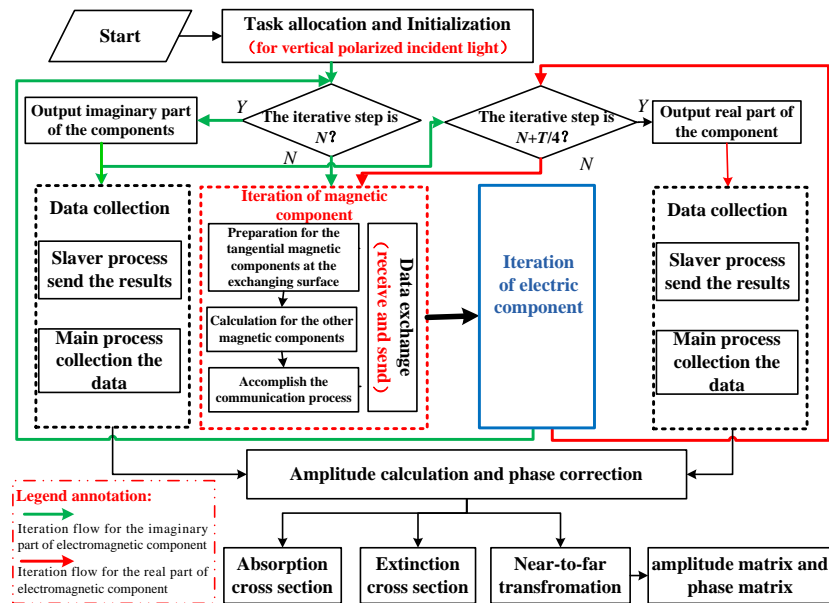 Start
Task allocation and Initialization
(for vertical polarized incident light)
Output imaginary part
of the components
Y
The iterative step is
N?
N
The iterative step is
N+T/4?
Y
N
Output real part of
the component
Data collection
Slaver process
send the results
Main process
collection the
data
Iteration of magnetic
component
Preparation for the
tangential magnetic
components at the
exchanging surface
Calculation for the other
magnetic components
Accomplish the
communication process
Data exchange
(receive and send)
Iteration
of electric
component
Data collection
Slaver process
send the results
Main process
collection the
data
Amplitude calculation and phase correction
Legend annotation:
Iteration flow for the imaginary
part of electromagnetic component
Iteration flow for the real part of
electromagnetic component
Absorption
cross section
Extinction
cross section
Near-to-far
transfromation
amplitude matrix and
phase matrix